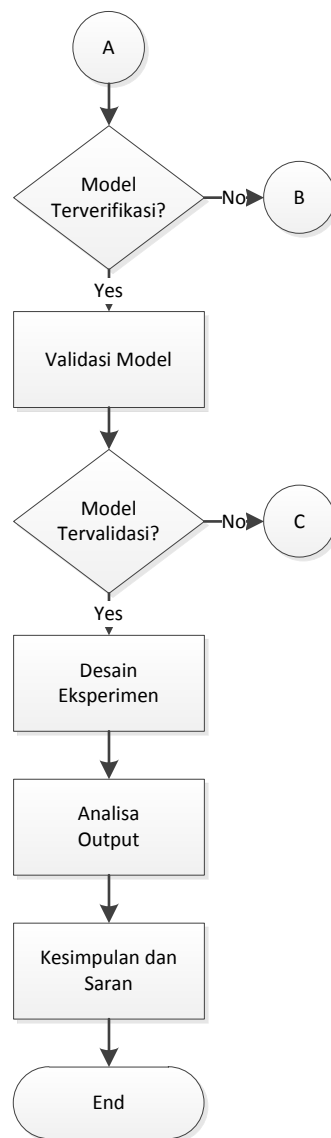 A
Model
Terverifikasi?
No
B
Yes
Validasi Model
Model
Tervalidasi?
No
C
Yes
Desain
Eksperimen
Analisa
Output
Kesimpulan dan
Saran
End